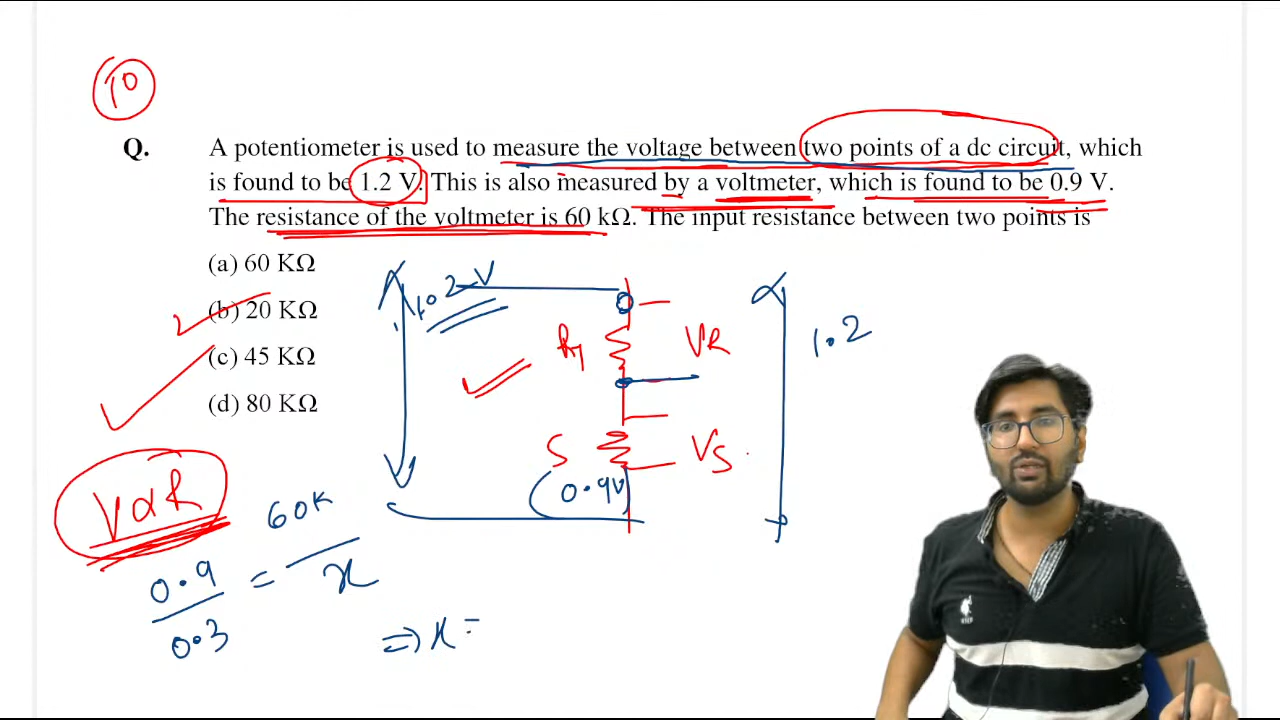 10
Q. A potentiometer is used to measure the voltage between two points of a dc circuit, which
is found to be 1.2 V. This is also measured by a voltmeter, which is found to be 0.9 V.
The resistance of the voltmeter is 60 kΩ. The input resistance between two points is
(a) 60 KΩ
(b) 20 KΩ
(c) 45 KΩ
(d) 80 KΩ
1.2 V
R1 VR
1.2
S VS
0.9V
V α R
60K
0.9 = x
0.3
⇒ x =